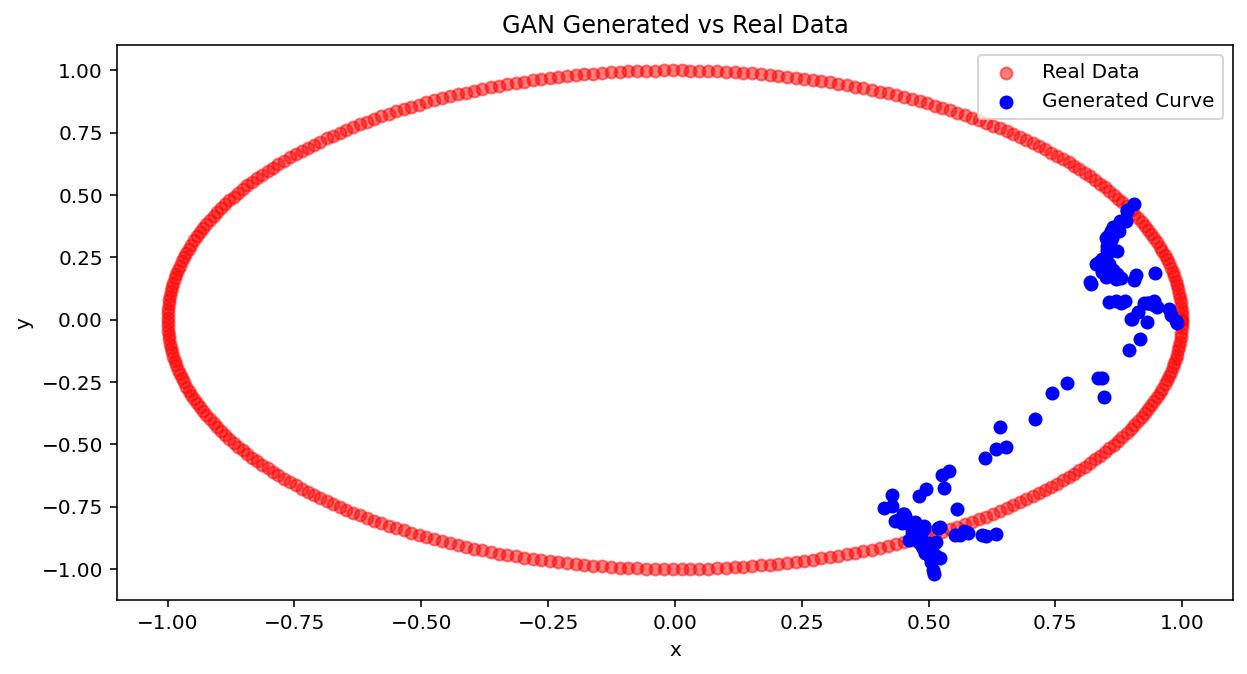 GAN Generated vs Real Data
Real Data
Generated Curve
1.00
0.75
0.50
0.25
0.00
−0.25
−0.50
−0.75
−1.00
y
−1.00 −0.75 −0.50 −0.25 0.00 0.25 0.50 0.75 1.00
x